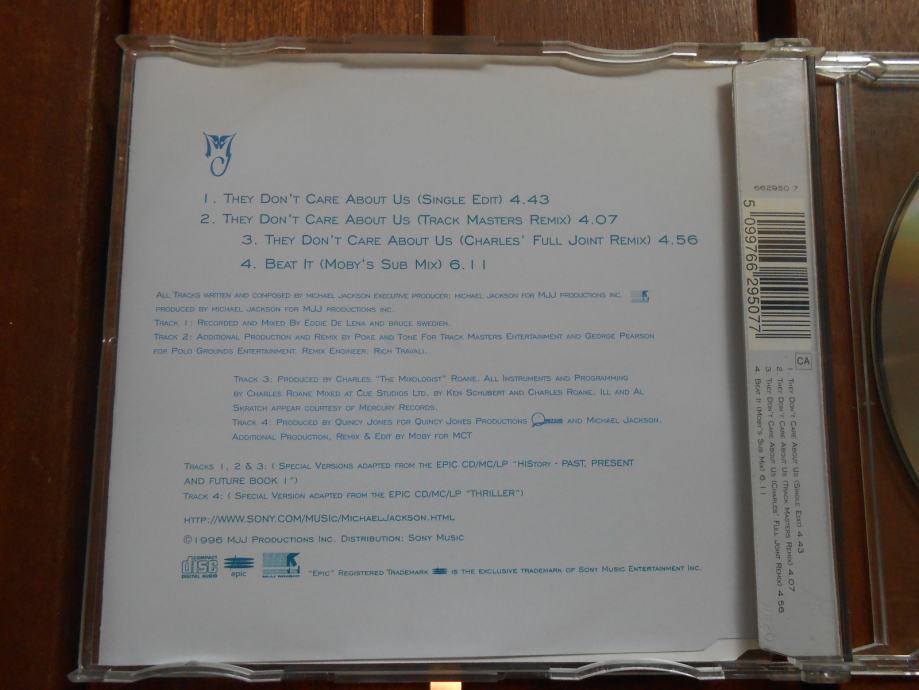 1. They Don't Care About Us (Single Edit) 4.43
2. They Don't Care About Us (Track Masters Remix) 4.07
3. They Don't Care About Us (Charles' Full Joint Remix) 4.56
4. Beat It (Moby's Sub Mix) 6.11
All Tracks written and composed by michael jackson executive producer: michael jackson for MJJ productions inc.
produced by michael jackson for MJJ productions inc.
Track 1: Recorded and Mixed By Eddie De Lena and bruce swedien.
Track 2: Additional Production and Remix by Poke and Tone For Track Masters Entertainment and George Pearson
for Polo Grounds Entertainment. Remix Engineer: Rich Travali.
Track 3: Produced by Charles "The Mixologist" Roane. All Instruments and Programming
by Charles Roane Mixed at Cue Studios Ltd. by Ken Schubert and Charles Roane. Ill and Al
Skratch appear courtesy of Mercury Records.
Track 4: Produced by Quincy Jones for Quincy Jones Productions and Michael Jackson.
Additional Production, Remix & Edit by Moby for MCT
Tracks 1, 2 & 3: ( Special Versions adapted from the EPIC CD/MC/LP "HIStory - PAST, PRESENT
AND FUTURE BOOK I")
Track 4: ( Special Version adapted from the EPIC CD/MC/LP "THRILLER")
http://www.sony.com/Music/MichaelJackson.html
©1996 MJJ Productions Inc. Distribution: Sony Music
COMPACT disc DIGITAL AUDIO
epic
"Epic" Registered Trademark is the exclusive trademark of Sony Music Entertainment Inc.
662950 7
5 099766 295077
CA
1. They Don't Care About Us (Single Edit) 4.43
2. They Don't Care About Us (Track Masters Remix) 4.07
3. They Don't Care About Us (Charles' Full Joint Remix) 4.56
4. Beat It (Moby's Sub Mix) 6.11